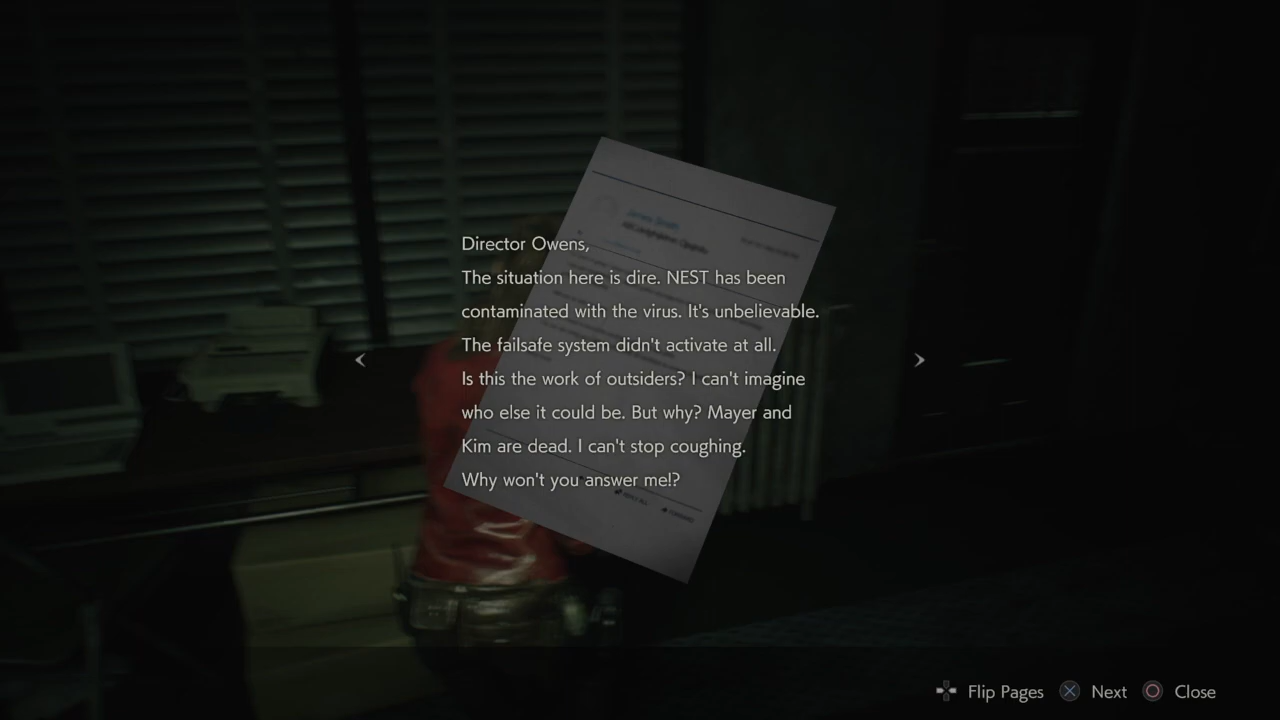 Director Owens,
The situation here is dire. NEST has been
contaminated with the virus. It's unbelievable.
The failsafe system didn't activate at all.
Is this the work of outsiders? I can't imagine
who else it could be. But why? Mayer and
Kim are dead. I can't stop coughing.
Why won't you answer me!?
Flip Pages
Next
Close